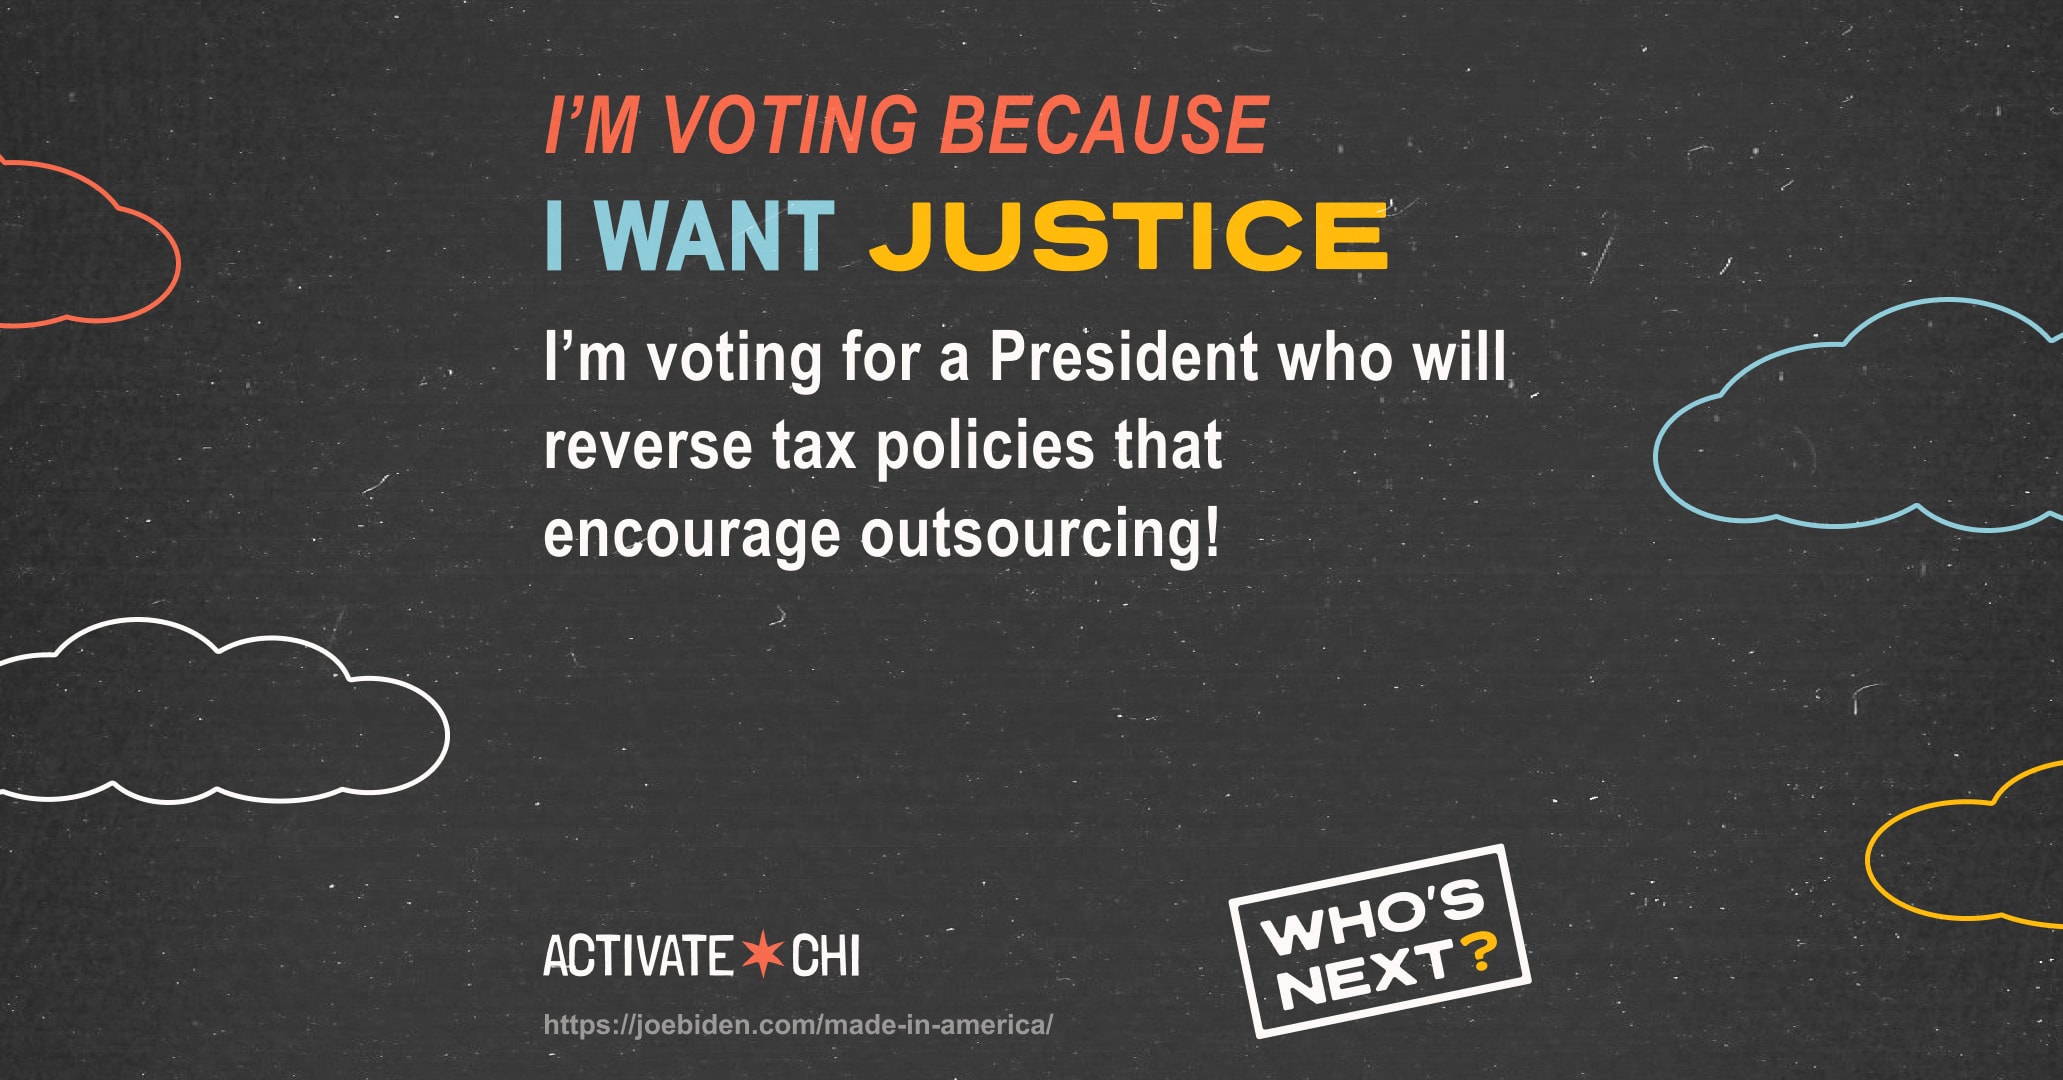 I’M VOTING BECAUSE
I WANT JUSTICE
I’m voting for a President who will
reverse tax policies that
encourage outsourcing!
ACTIVATE CHI
https://joebiden.com/made-in-america/
WHO’S
NEXT?